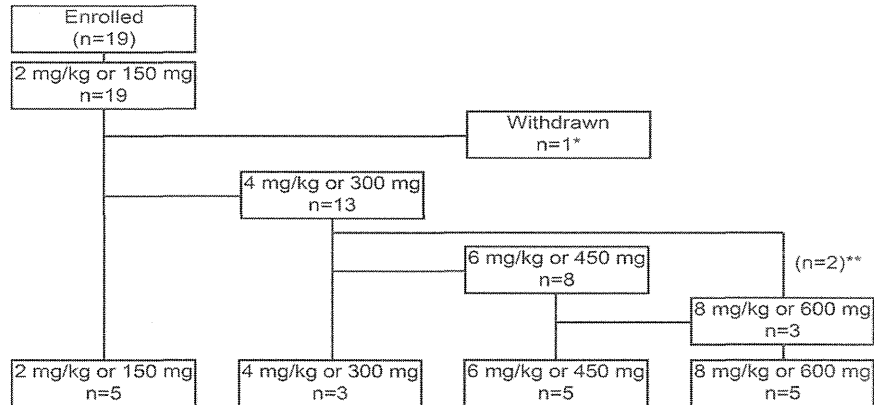 Enrolled
(n=19)
2 mg/kg or 150 mg
n=19
Withdrawn
n=1*
4 mg/kg or 300 mg
n=13
6 mg/kg or 450 mg
n=8
(n=2)**
8 mg/kg or 600 mg
n=3
2 mg/kg or 150 mg
n=5
4 mg/kg or 300 mg
n=3
6 mg/kg or 450 mg
n=5
8 mg/kg or 600 mg
n=5